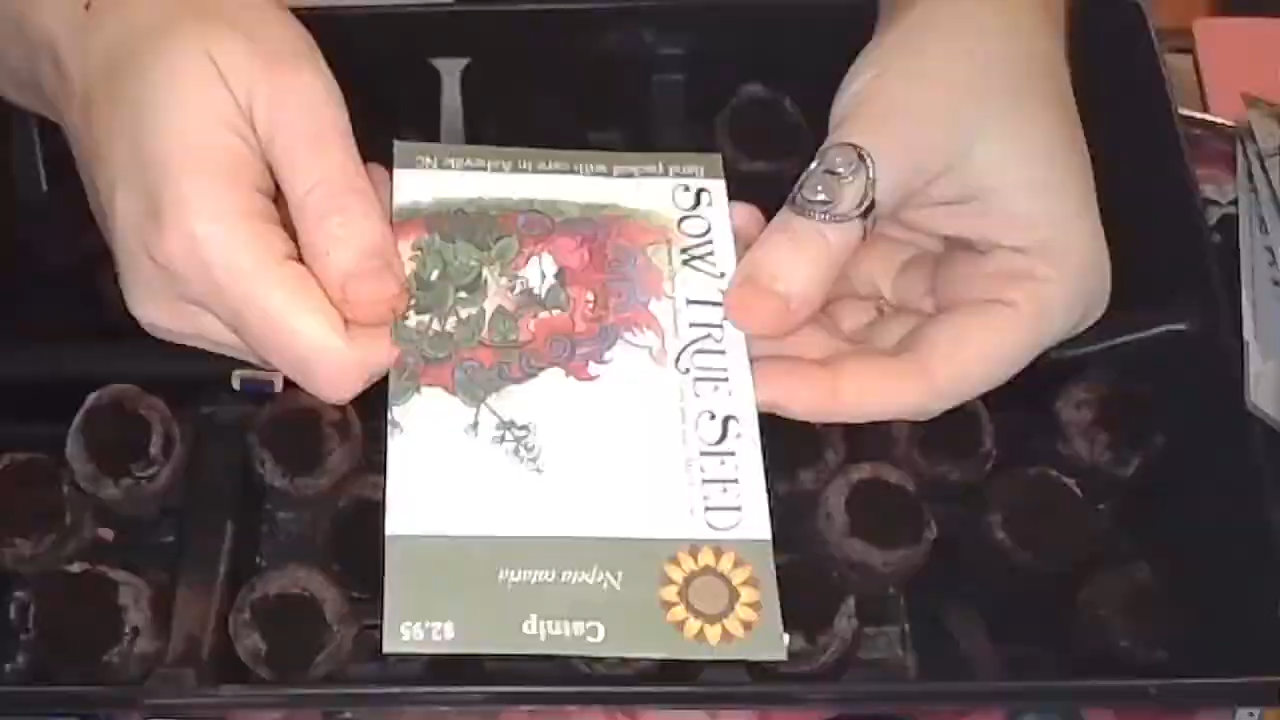 Catnip
$2.95
Nepeta cataria
SOW TRUE SEED
Hand packed with care in Asheville NC